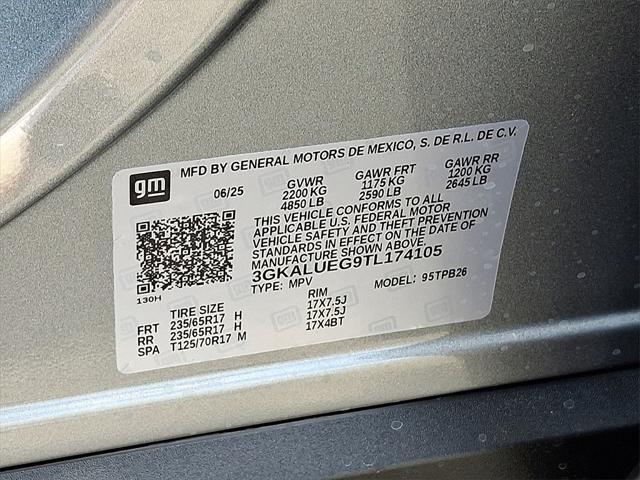 gm
MFD BY GENERAL MOTORS DE MEXICO, S. DE R.L. DE C.V.
06/25 GVWR GAWR FRT GAWR RR
2200 KG 1175 KG 1200 KG
4850 LB 2590 LB 2645 LB
THIS VEHICLE CONFORMS TO ALL
APPLICABLE U.S. FEDERAL MOTOR
VEHICLE SAFETY AND THEFT PREVENTION
STANDARDS IN EFFECT ON THE DATE OF
MANUFACTURE SHOWN ABOVE.
3GKALUEG9TL174105
TYPE: MPV MODEL: 95TPB26
130H
TIRE SIZE RIM
FRT 235/65R17 H 17X7.5J
RR 235/65R17 H 17X7.5J
SPA T125/70R17 M 17X4BT